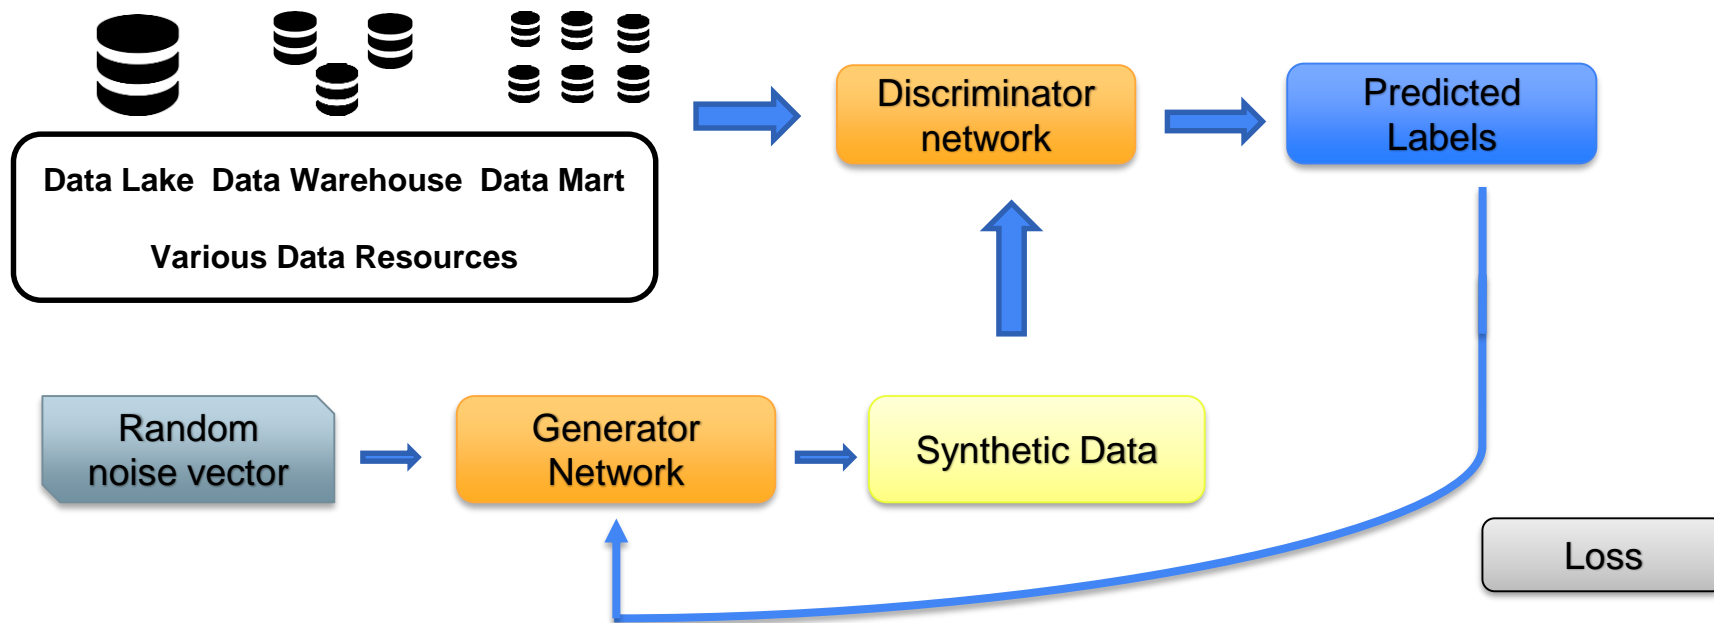 Data Lake Data Warehouse Data Mart
Various Data Resources
Discriminator
network
Predicted
Labels
Random
noise vector
Generator
Network
Synthetic Data
Loss